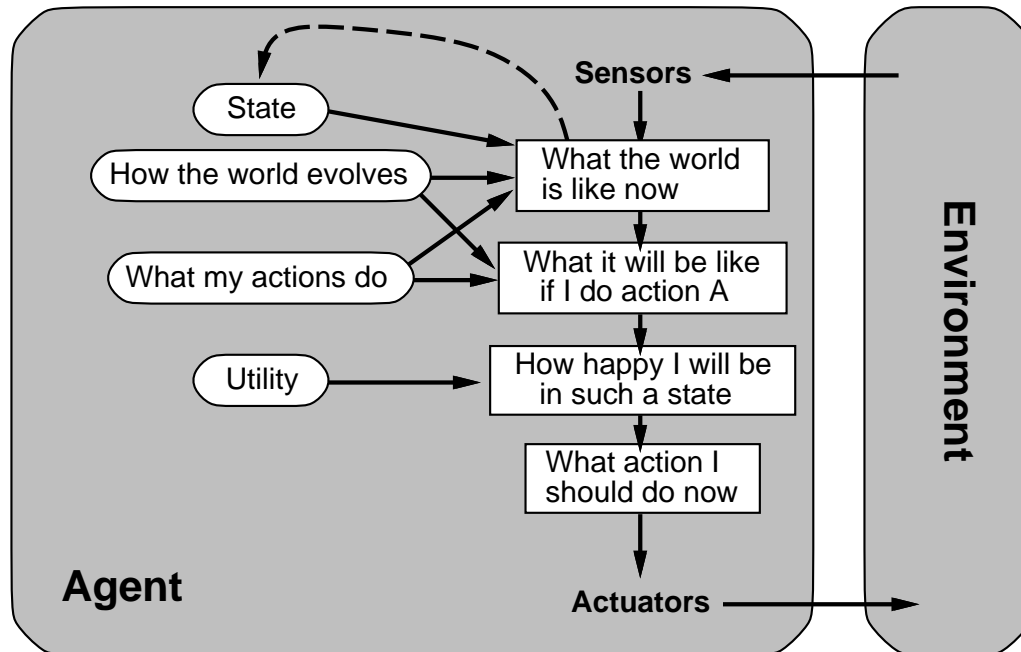 Sensors
State
What the world
is like now
How the world evolves
What it will be like
if I do action A
What my actions do
How happy I will be
in such a state
Utility
What action I
should do now
Agent
Actuators
Environment